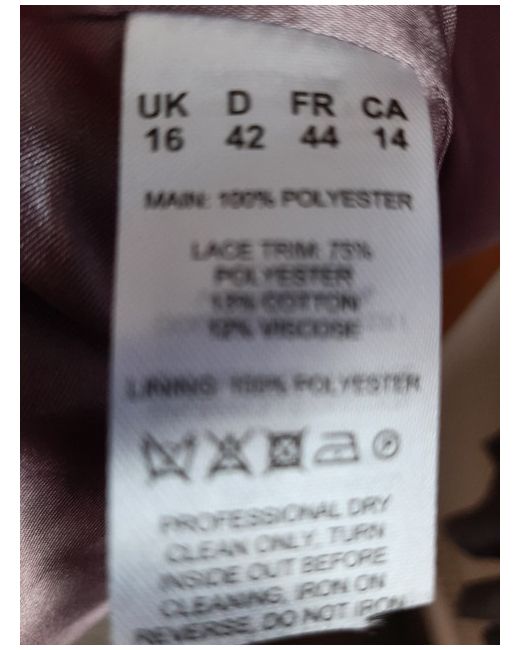 UK D FR CA
16 42 44 14
MAIN: 100% POLYESTER
LACE TRIM: 75%
POLYESTER
13% COTTON
12% VISCOSE
LINING: 100% POLYESTER
PROFESSIONAL DRY
CLEAN ONLY. TURN
INSIDE OUT BEFORE
CLEANING, IRON ON
REVERSE, DO NOT IRON